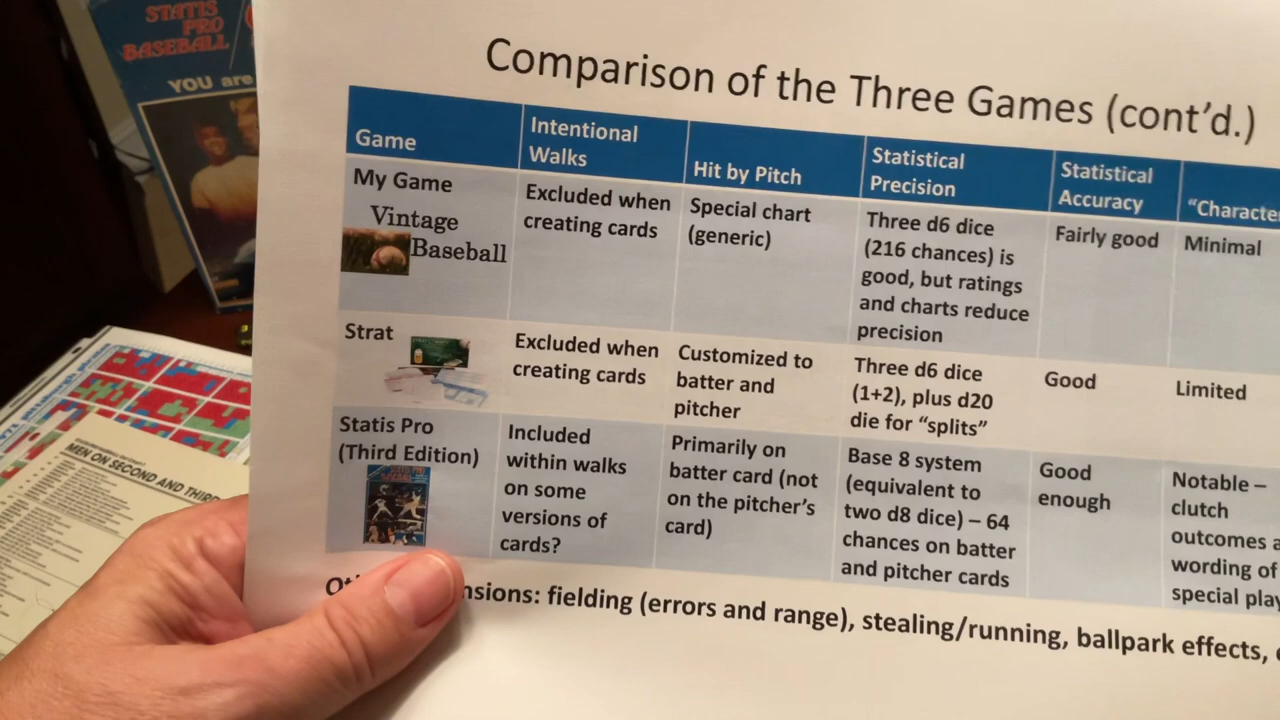 STATIS
PRO
BASEBALL
YOU are
Comparison of the Three Games (cont'd.)
Game
Intentional
Walks
Hit by Pitch
Statistical
Precision
Statistical
Accuracy
"Characte
My Game
Vintage
Baseball
Excluded when
creating cards
Special chart
(generic)
Three d6 dice
(216 chances) is
good, but ratings
and charts reduce
precision
Fairly good
Minimal
Strat
Excluded when
creating cards
Customized to
batter and
pitcher
Three d6 dice
(1+2), plus d20
die for "splits"
Good
Limited
Statis Pro
(Third Edition)
Included
within walks
on some
versions of
cards?
Primarily on
batter card (not
on the pitcher's
card)
Base 8 system
(equivalent to
two d8 dice) – 64
chances on batter
and pitcher cards
Good
enough
Notable –
clutch
outcomes a
wording of
special play
nsions: fielding (errors and range), stealing/running, ballpark effects,
MEN ON SECOND AND THIRD